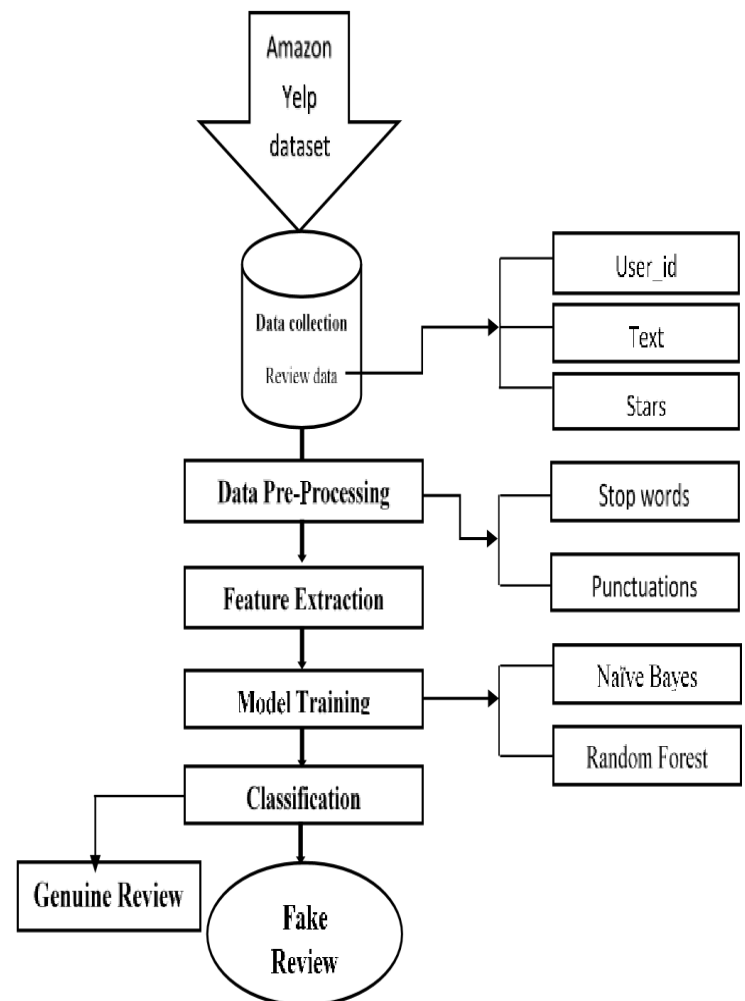 Amazon
Yelp
dataset
Data collection
Review data
User_id
Text
Stars
Data Pre-Processing
Stop words
Punctuations
Feature Extraction
Model Training
Naïve Bayes
Random Forest
Classification
Genuine Review
Fake
Review